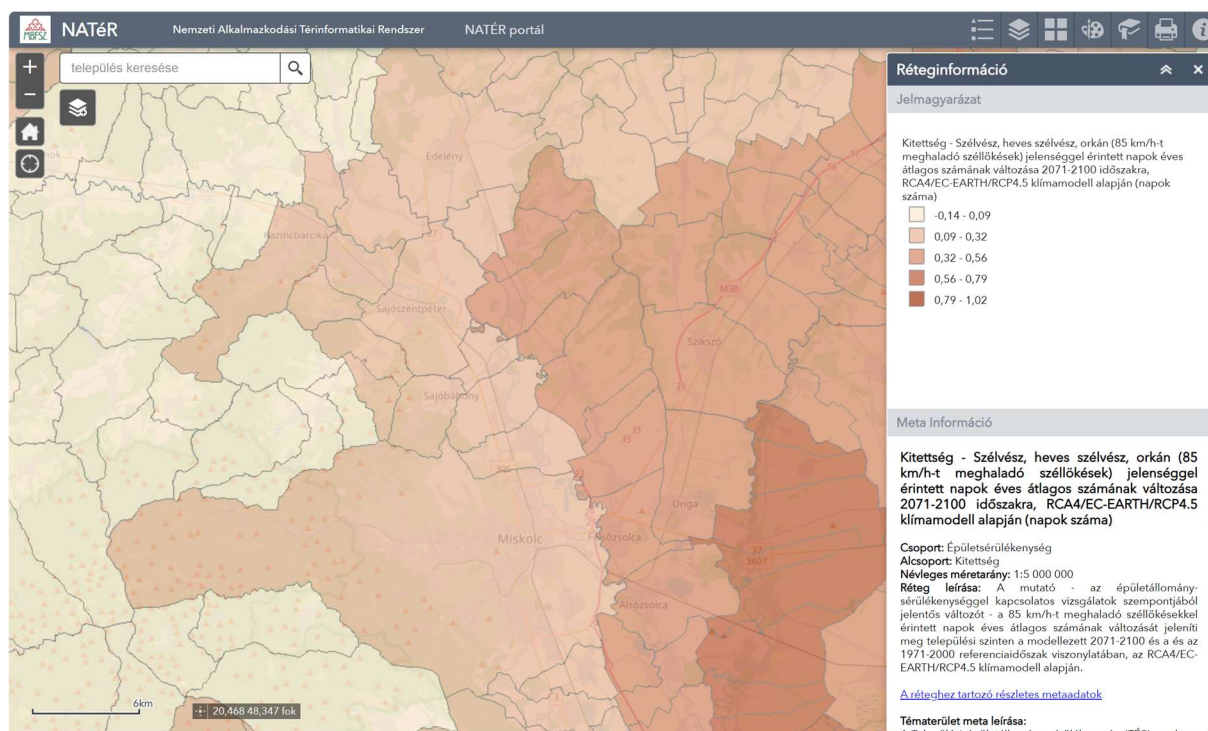 MBFSZ
NATéR
Nemzeti Alkalmazkodási Térinformatikai Rendszer
NATÉR portál
település keresése
Edelény
Kazincbarcika
27
Sajószentpéter
Sajóbábony
306
Miskolc
Felsőzsolca
Alsózsolca
Onga
Szikszó
M30
35
35
37
3607
6km
20,468 48,347 fok
Réteginformáció
Jelmagyarázat
Kitettség - Szélvész, heves szélvész, orkán (85 km/h-t
meghaladó széllökések) jelenséggel érintett napok éves
átlagos számának változása 2071-2100 időszakra,
RCA4/EC-EARTH/RCP4.5 klímamodell alapján (napok
száma)
-0,14 - 0,09
0,09 - 0,32
0,32 - 0,56
0,56 - 0,79
0,79 - 1,02
Meta Információ
Kitettség - Szélvész, heves szélvész, orkán (85
km/h-t meghaladó széllökések) jelenséggel
érintett napok éves átlagos számának változása
2071-2100 időszakra, RCA4/EC-EARTH/RCP4.5
klímamodell alapján (napok száma)
Csoport: Épületsérülékenység
Alcsoport: Kitettség
Névleges méretarány: 1:5 000 000
Réteg leírása: A mutató - az épületállomány-
sérülékenységgel kapcsolatos vizsgálatok szempontjából
jelentős változót - a 85 km/h-t meghaladó széllökésekkel
érintett napok éves átlagos számának változását jeleníti
meg települési szinten a modellezett 2071-2100 és a és az
1971-2000 referenciaidőszak viszonylatában, az RCA4/EC-
EARTH/RCP4.5 klímamodell alapján.
A réteghez tartozó részletes metaadatok
Tématerület meta leírása: